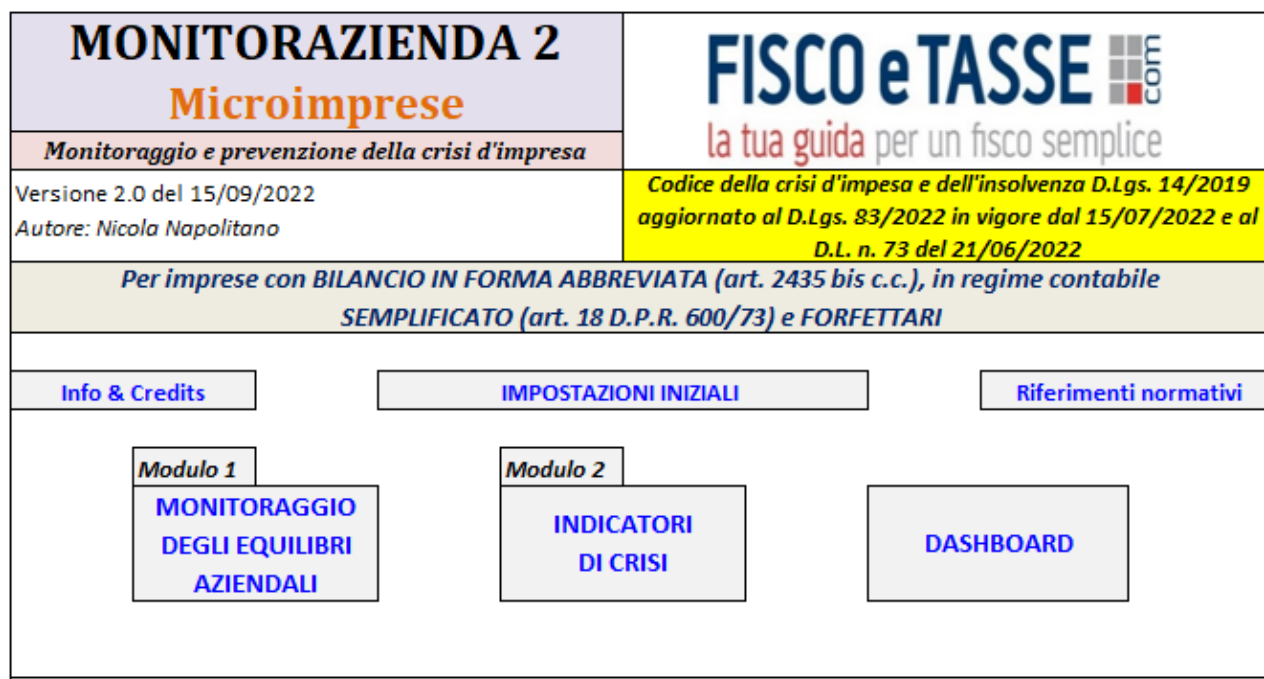 MONITORAZIENDA 2
Microimprese
Monitoraggio e prevenzione della crisi d'impresa
Versione 2.0 del 15/09/2022
Autore: Nicola Napolitano
FISCO e TASSE .com
la tua guida per un fisco semplice
Codice della crisi d'impesa e dell'insolvenza D.Lgs. 14/2019
aggiornato al D.Lgs. 83/2022 in vigore dal 15/07/2022 e al
D.L. n. 73 del 21/06/2022
Per imprese con BILANCIO IN FORMA ABBREVIATA (art. 2435 bis c.c.), in regime contabile
SEMPLIFICATO (art. 18 D.P.R. 600/73) e FORFETTARI
Info & Credits
IMPOSTAZIONI INIZIALI
Riferimenti normativi
Modulo 1
MONITORAGGIO
DEGLI EQUILIBRI
AZIENDALI
Modulo 2
INDICATORI
DI CRISI
DASHBOARD